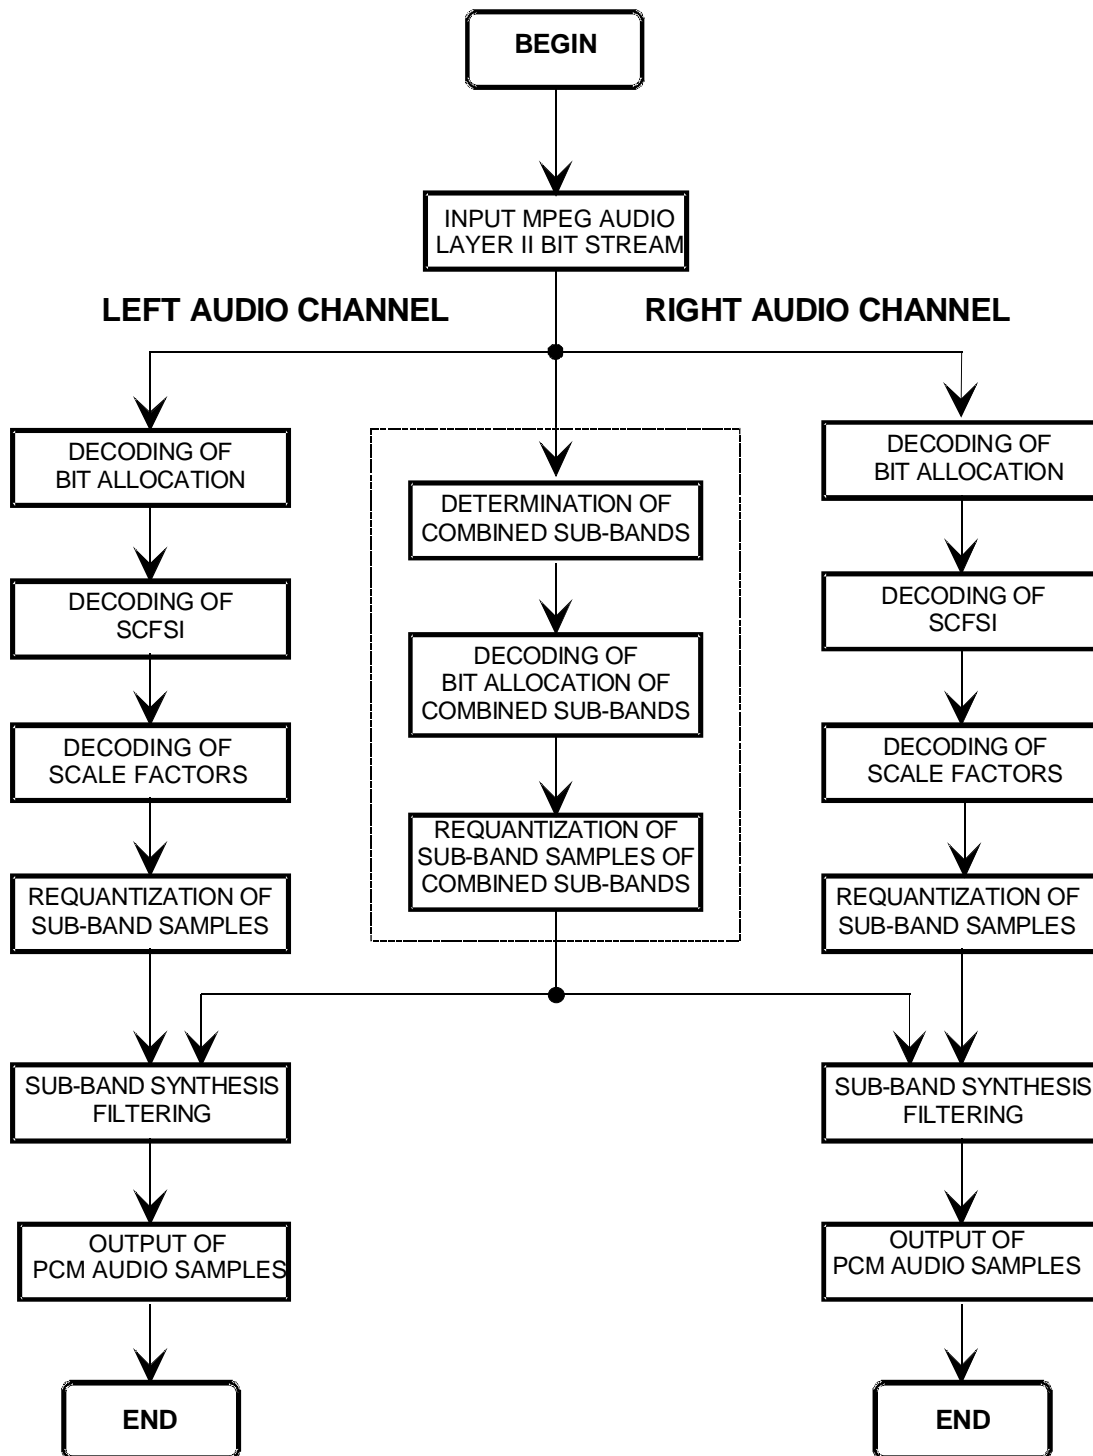 BEGIN
INPUT MPEG AUDIO
LAYER II BIT STREAM
LEFT AUDIO CHANNEL
RIGHT AUDIO CHANNEL
DECODING OF
BIT ALLOCATION
DECODING OF
SCFSI
DECODING OF
SCALE FACTORS
REQUANTIZATION OF
SUB-BAND SAMPLES
DETERMINATION OF
COMBINED SUB-BANDS
DECODING OF
BIT ALLOCATION OF
COMBINED SUB-BANDS
REQUANTIZATION OF
SUB-BAND SAMPLES OF
COMBINED SUB-BANDS
DECODING OF
BIT ALLOCATION
DECODING OF
SCFSI
DECODING OF
SCALE FACTORS
REQUANTIZATION OF
SUB-BAND SAMPLES
SUB-BAND SYNTHESIS
FILTERING
OUTPUT OF
PCM AUDIO SAMPLES
END
SUB-BAND SYNTHESIS
FILTERING
OUTPUT OF
PCM AUDIO SAMPLES
END